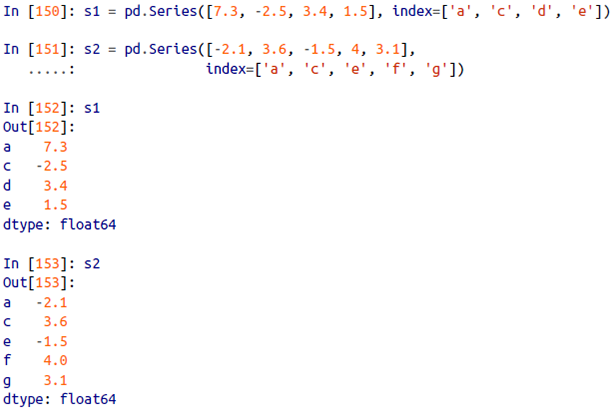 In [150]: s1 = pd.Series([7.3, -2.5, 3.4, 1.5], index=['a', 'c', 'd', 'e'])
In [151]: s2 = pd.Series([-2.1, 3.6, -1.5, 4, 3.1],
   .....:                index=['a', 'c', 'e', 'f', 'g'])
In [152]: s1
Out[152]:
a    7.3
c   -2.5
d    3.4
e    1.5
dtype: float64
In [153]: s2
Out[153]:
a   -2.1
c    3.6
e   -1.5
f    4.0
g    3.1
dtype: float64